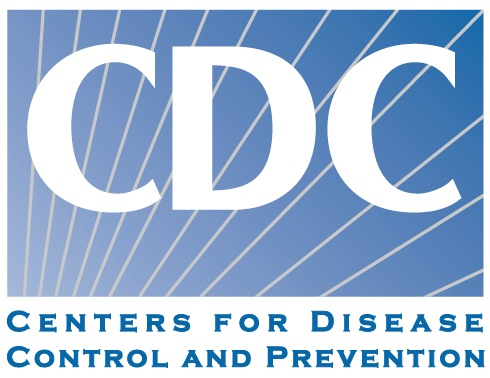 CDC
CENTERS FOR DISEASE
CONTROL AND PREVENTION